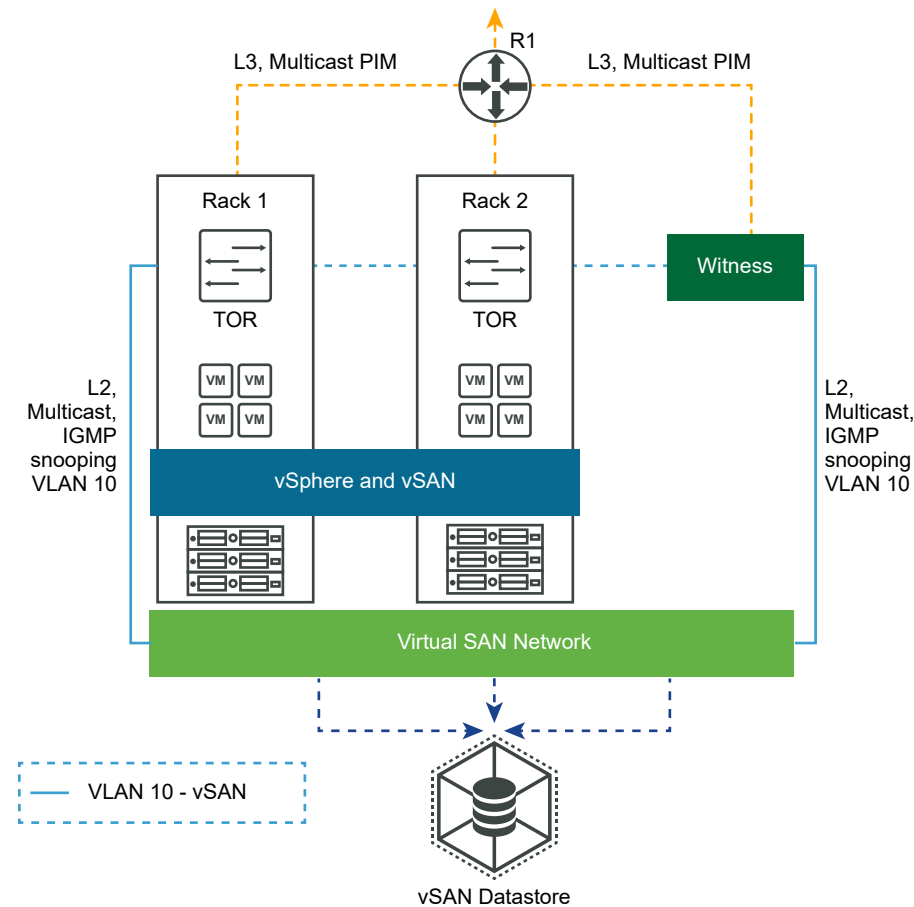 R1
L3, Multicast PIM
L3, Multicast PIM
Rack 1
Rack 2
Witness
TOR
TOR
VM
VM
VM
VM
VM
VM
VM
VM
L2,
Multicast,
IGMP
snooping
VLAN 10
L2,
Multicast,
IGMP
snooping
VLAN 10
vSphere and vSAN
Virtual SAN Network
VLAN 10 - vSAN
vSAN Datastore